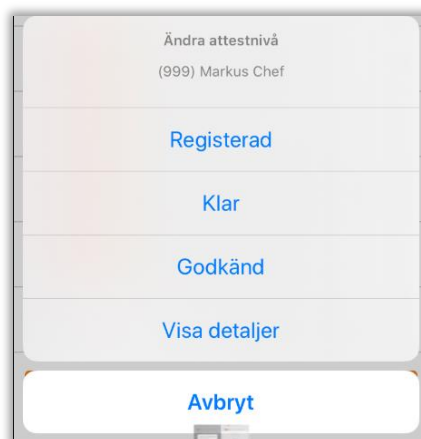 Ändra attestnivå
(999) Markus Chef
Registerad
Klar
Godkänd
Visa detaljer
Avbryt